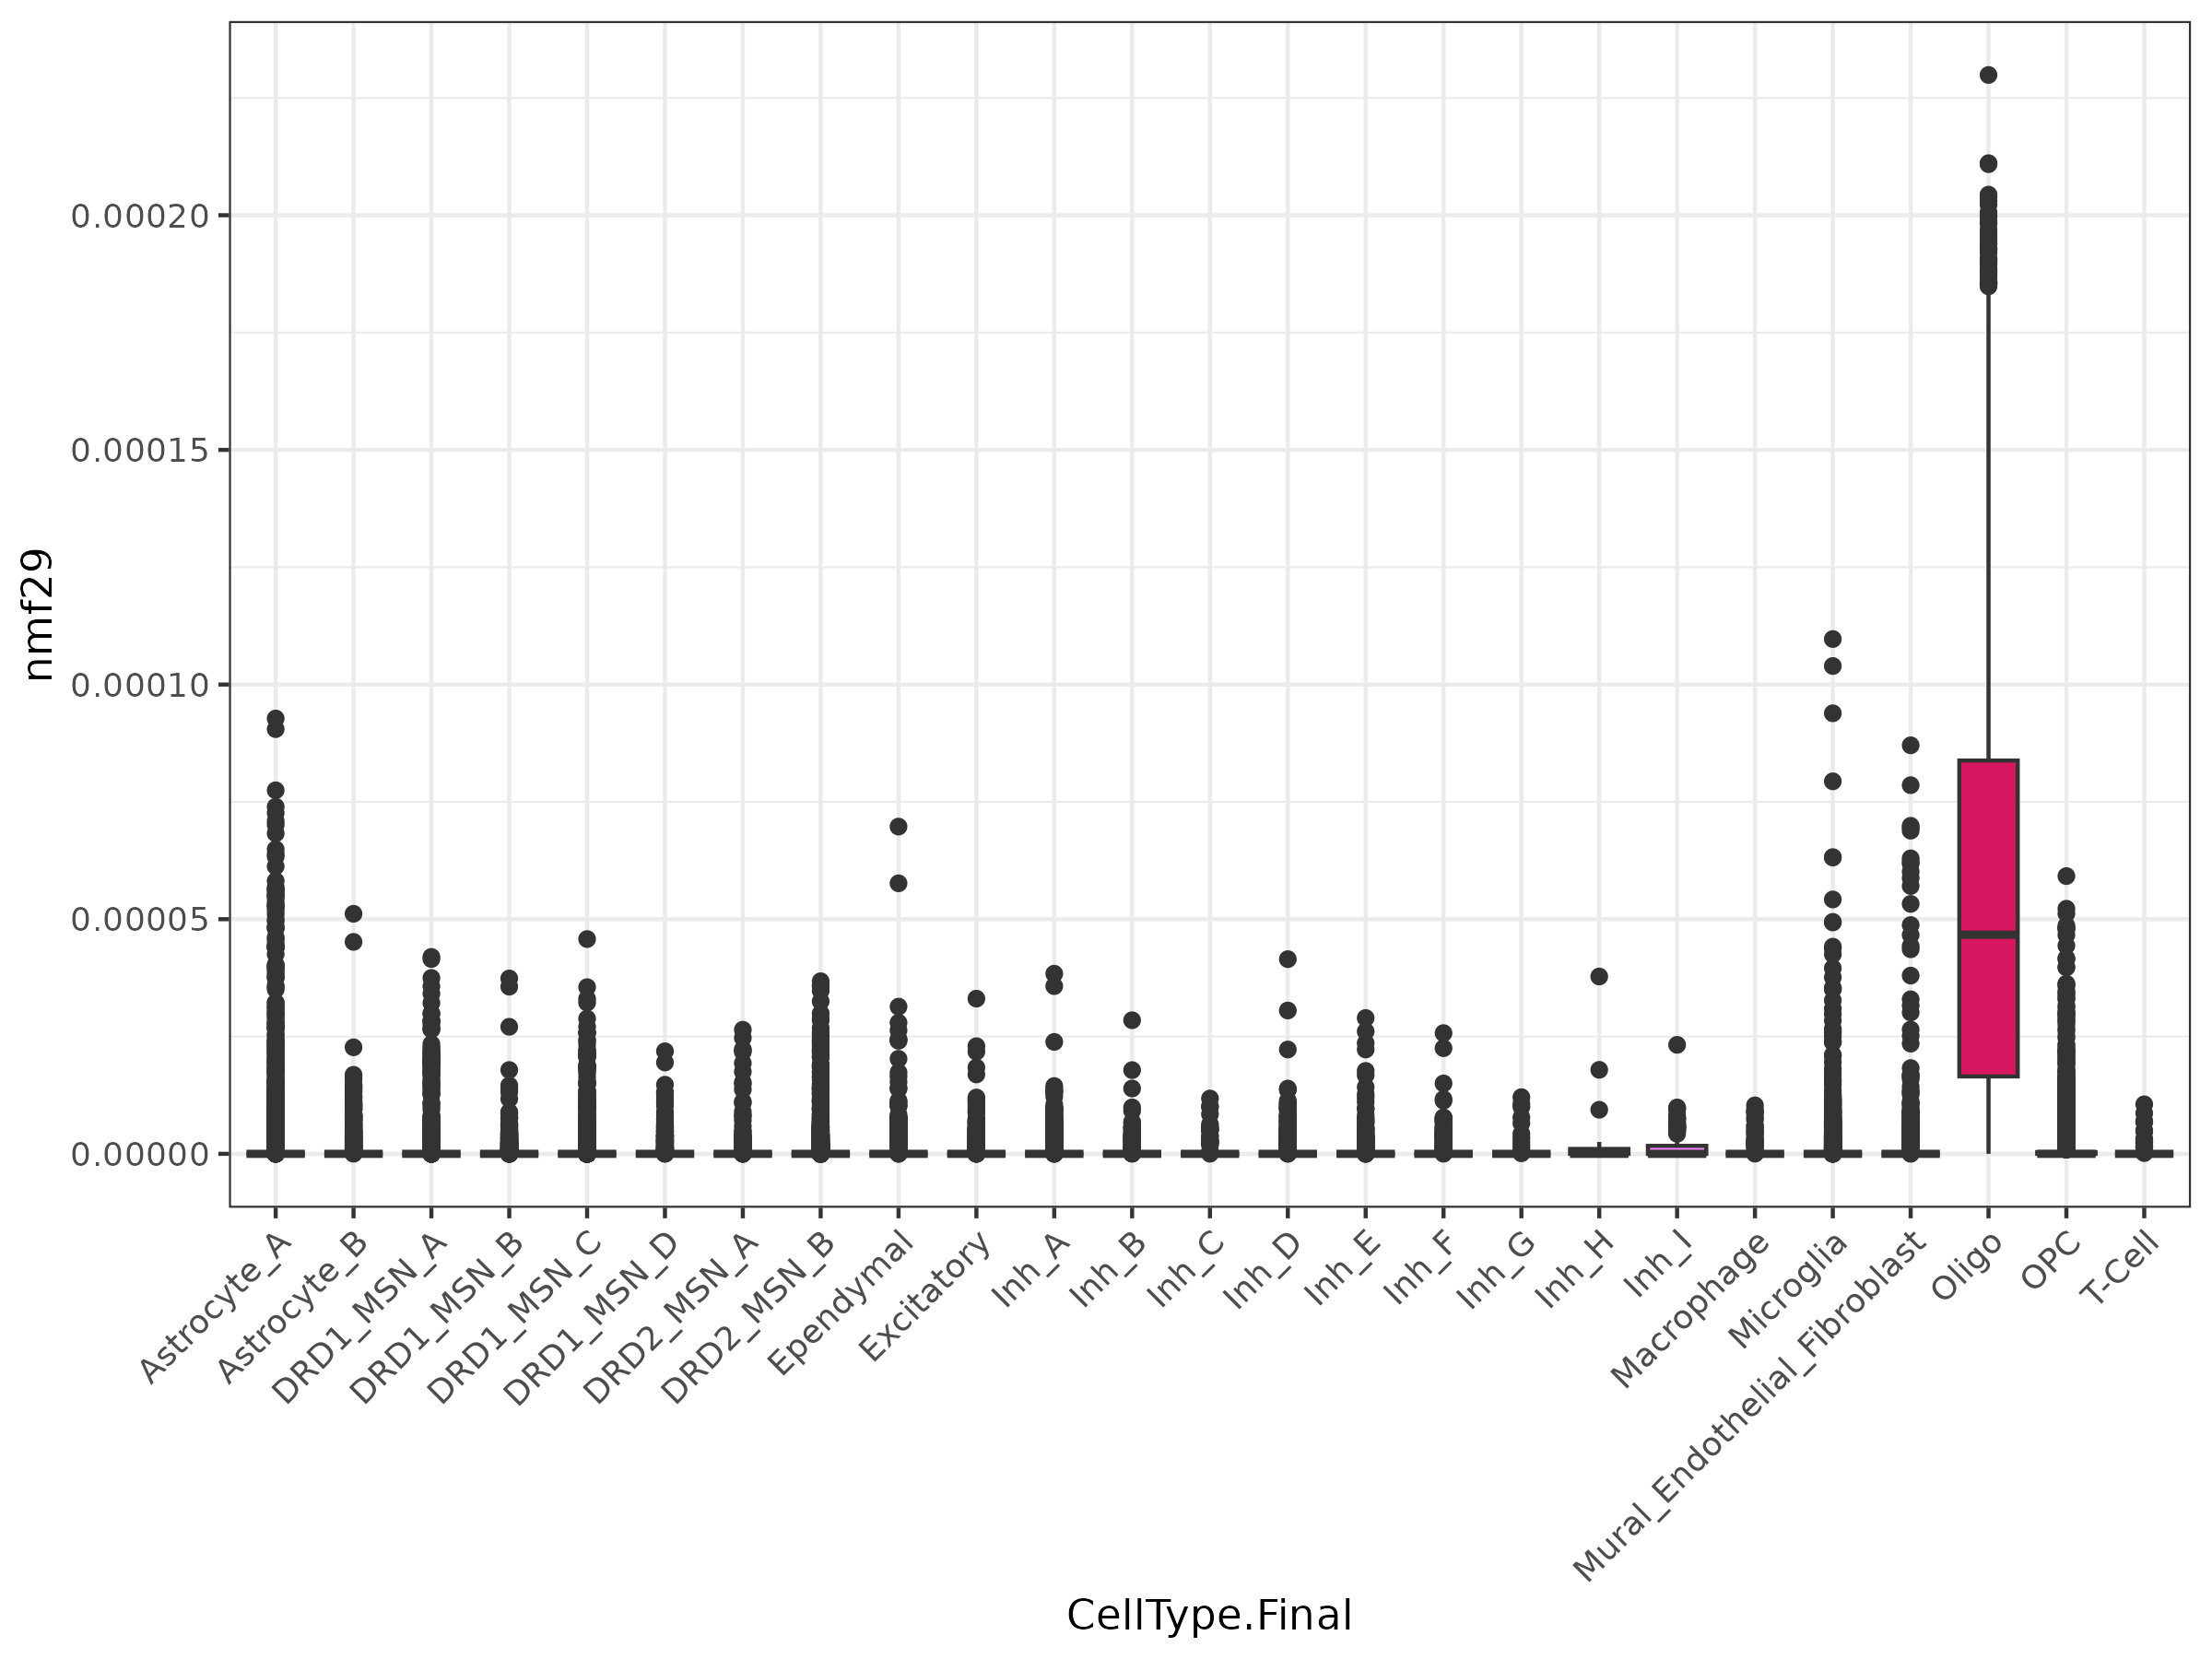 nmf29
0.00020
0.00015
0.00010
0.00005
0.00000
Astrocyte_A
Astrocyte_B
DRD1_MSN_A
DRD1_MSN_B
DRD1_MSN_C
DRD1_MSN_D
DRD2_MSN_A
DRD2_MSN_B
Ependymal
Excitatory
Inh_A
Inh_B
Inh_C
Inh_D
Inh_E
Inh_F
Inh_G
Inh_H
Inh_I
Macrophage
Microglia
Mural_Endothelial_Fibroblast
Oligo
OPC
T-Cell
CellType.Final